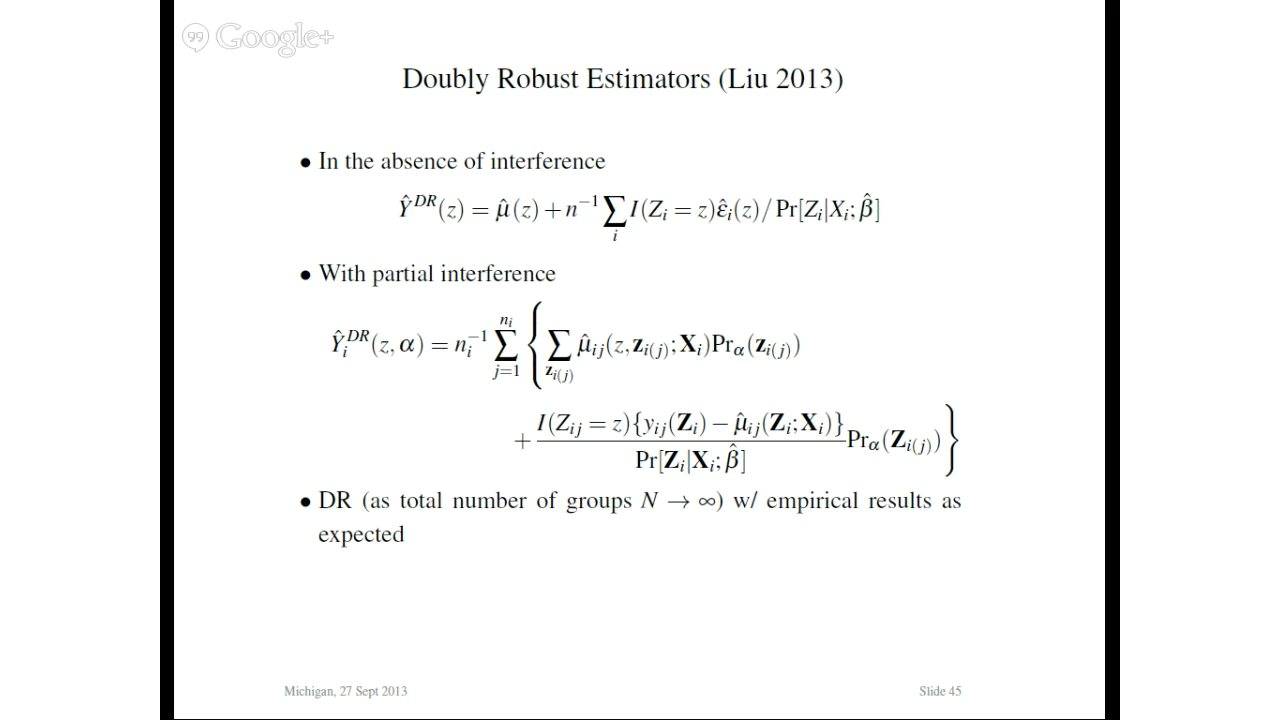 Google+
Doubly Robust Estimators (Liu 2013)
• In the absence of interference
Ŷ^{DR}(z) = μ̂(z) + n^{−1} ∑_i I(Z_i = z)ε̂_i(z)/Pr[Z_i|X_i; β̂]
• With partial interference
Ŷ_i^{DR}(z, α) = n_i^{−1} ∑_{j=1}^{n_i} { ∑_{𝐳_{i(j)}} μ̂_{ij}(z, 𝐳_{i(j)}; 𝐗_i)Pr_α(𝐳_{i(j)})
+ I(Z_{ij} = z){y_{ij}(𝐙_i) − μ̂_{ij}(𝐙_i; 𝐗_i)} / Pr[𝐙_i|𝐗_i; β̂] Pr_α(𝐙_{i(j)}) }
• DR (as total number of groups N → ∞) w/ empirical results as
expected
Michigan, 27 Sept 2013
Slide 45